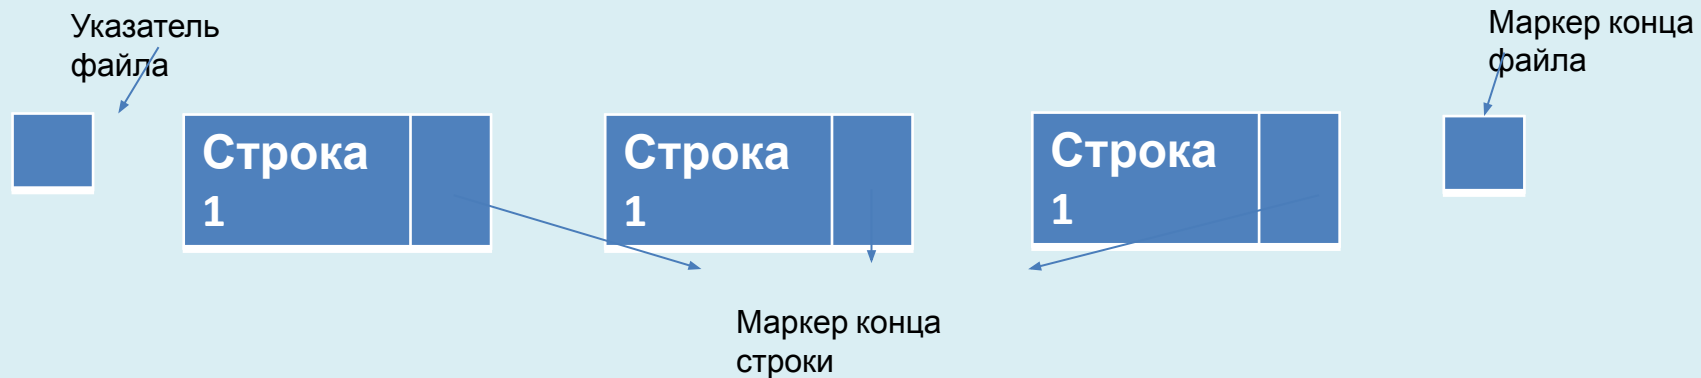 Указатель
файла
Маркер конца
файла
Строка
1
Строка
1
Строка
1
Маркер конца
строки